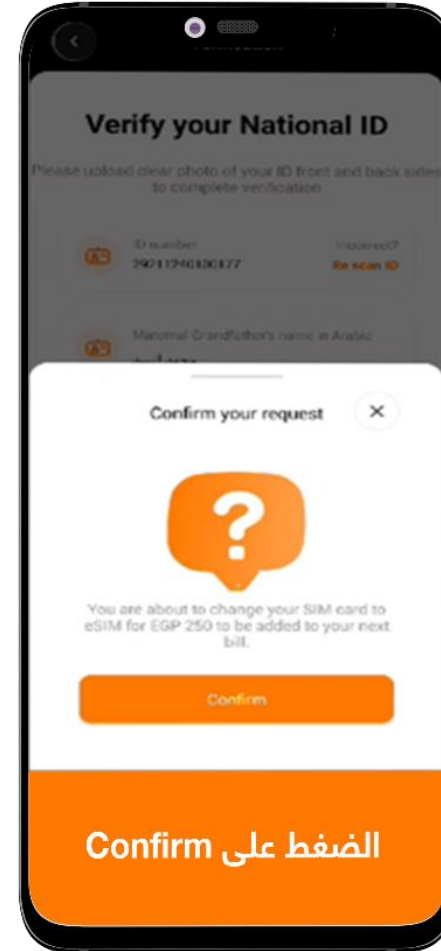 Verify your National ID
Please upload clear photo of your ID front and back sides
to complete verification
ID number
Incorrect?
29211240100177
Re scan ID
Maternal Grandfather's name in Arabic
Confirm your request
You are about to change your SIM card to
eSIM for EGP 250 to be added to your next
bill.
Confirm
الضغط على Confirm